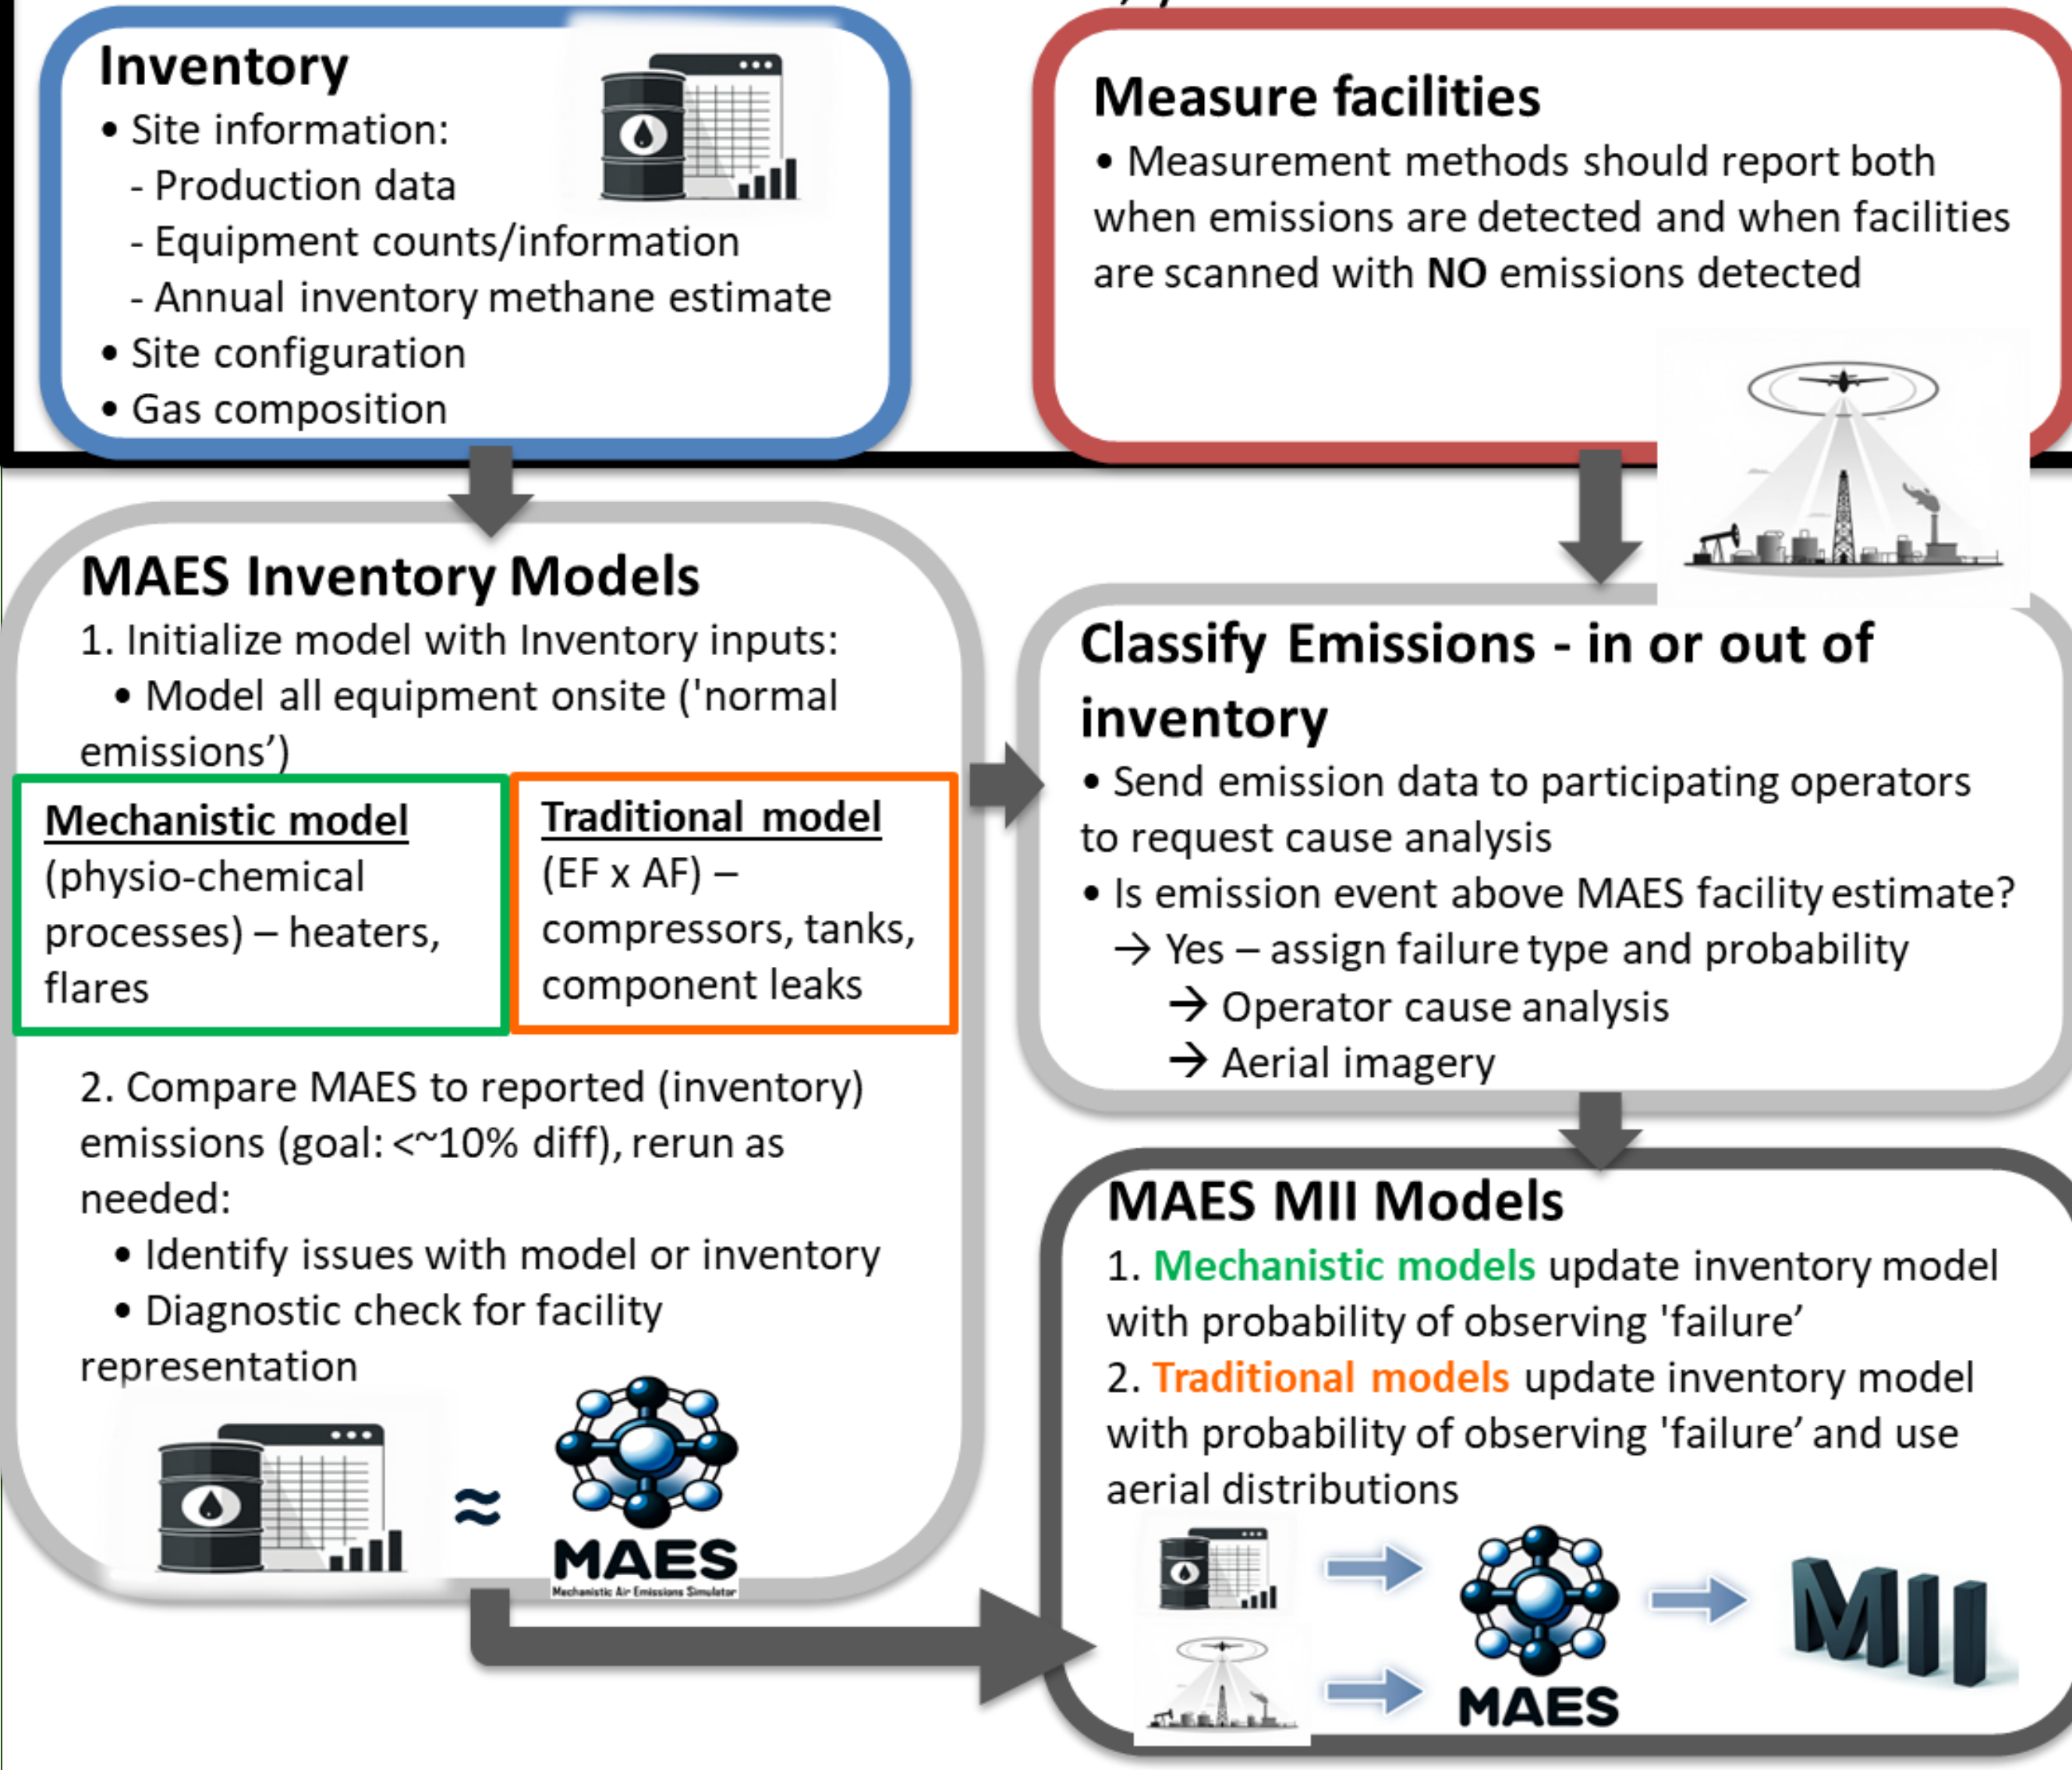 Inventory
• Site information:
- Production data
- Equipment counts/information
- Annual inventory methane estimate
• Site configuration
• Gas composition
Measure facilities
• Measurement methods should report both
when emissions are detected and when facilities
are scanned with NO emissions detected
MAES Inventory Models
1. Initialize model with Inventory inputs:
• Model all equipment onsite ('normal
emissions’)
Mechanistic model
(physio-chemical
processes) – heaters,
flares
Traditional model
(EF x AF) –
compressors, tanks,
component leaks
2. Compare MAES to reported (inventory)
emissions (goal: <~10% diff), rerun as
needed:
• Identify issues with model or inventory
• Diagnostic check for facility
representation
≈
MAES
Mechanistic Air Emissions Simulator
Classify Emissions - in or out of
inventory
• Send emission data to participating operators
to request cause analysis
• Is emission event above MAES facility estimate?
→ Yes – assign failure type and probability
→ Operator cause analysis
→ Aerial imagery
MAES MII Models
1. Mechanistic models update inventory model
with probability of observing 'failure’
2. Traditional models update inventory model
with probability of observing 'failure’ and use
aerial distributions
MAES
MII